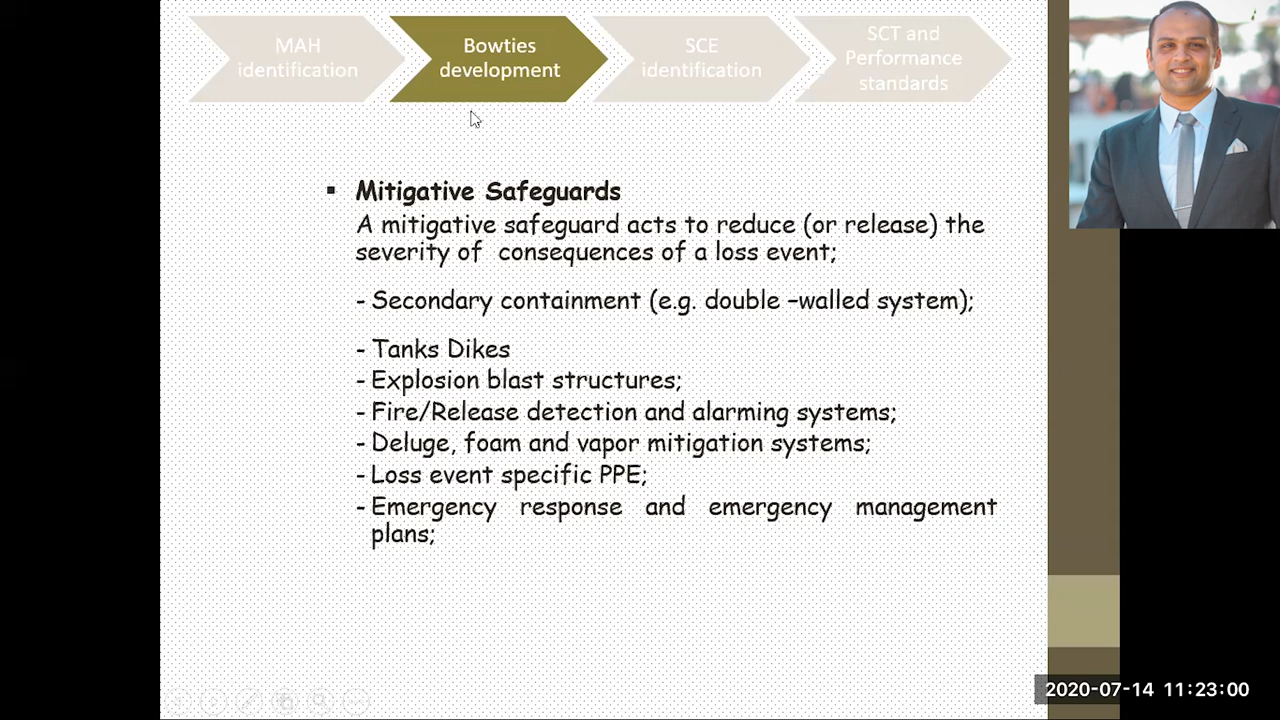 MAH
identification
Bowties
development
SCE
identification
SCT and
Performance
standards
▪ Mitigative Safeguards
A mitigative safeguard acts to reduce (or release) the
severity of consequences of a loss event;
- Secondary containment (e.g. double –walled system);
- Tanks Dikes
- Explosion blast structures;
- Fire/Release detection and alarming systems;
- Deluge, foam and vapor mitigation systems;
- Loss event specific PPE;
- Emergency response and emergency management
plans;
2020-07-14 11:23:00